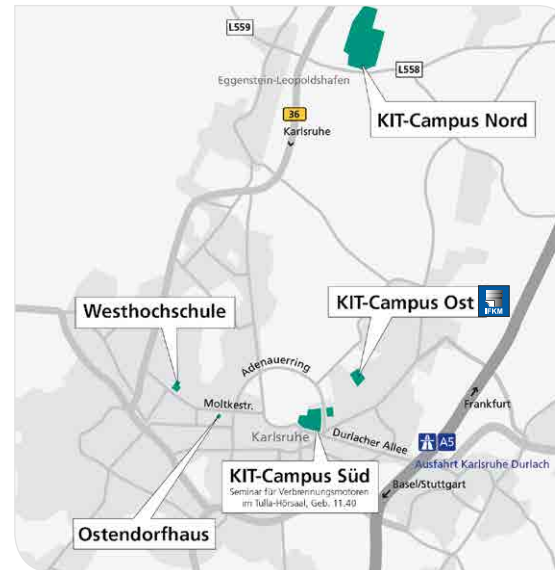 L559
L558
Eggenstein-Leopoldshafen
KIT-Campus Nord
36
Karlsruhe
Westhochschule
KIT-Campus Ost
IFKM
Adenauerring
Moltkestr.
Frankfurt
Karlsruhe
Durlacher Allee
A5
Ausfahrt Karlsruhe Durlach
KIT-Campus Süd
Seminar für Verbrennungsmotoren
im Tulla-Hörsaal, Geb. 11.40
Basel/Stuttgart
Ostendorfhaus